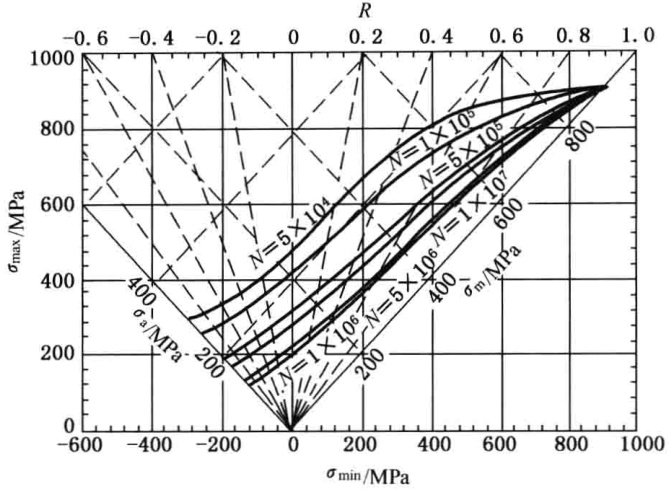 R
-0.6 -0.4 -0.2 0 0.2 0.4 0.6 0.8 1.0
1000
800
600
400
200
0
σmax/MPa
N=5×10⁴
N=1×10⁵
N=5×10⁵
N=1×10⁶
N=5×10⁶
N=1×10⁷
400
200
σa/MPa
800
600
400
200
σm/MPa
-600 -400 -200 0 200 400 600 800 1000
σmin/MPa